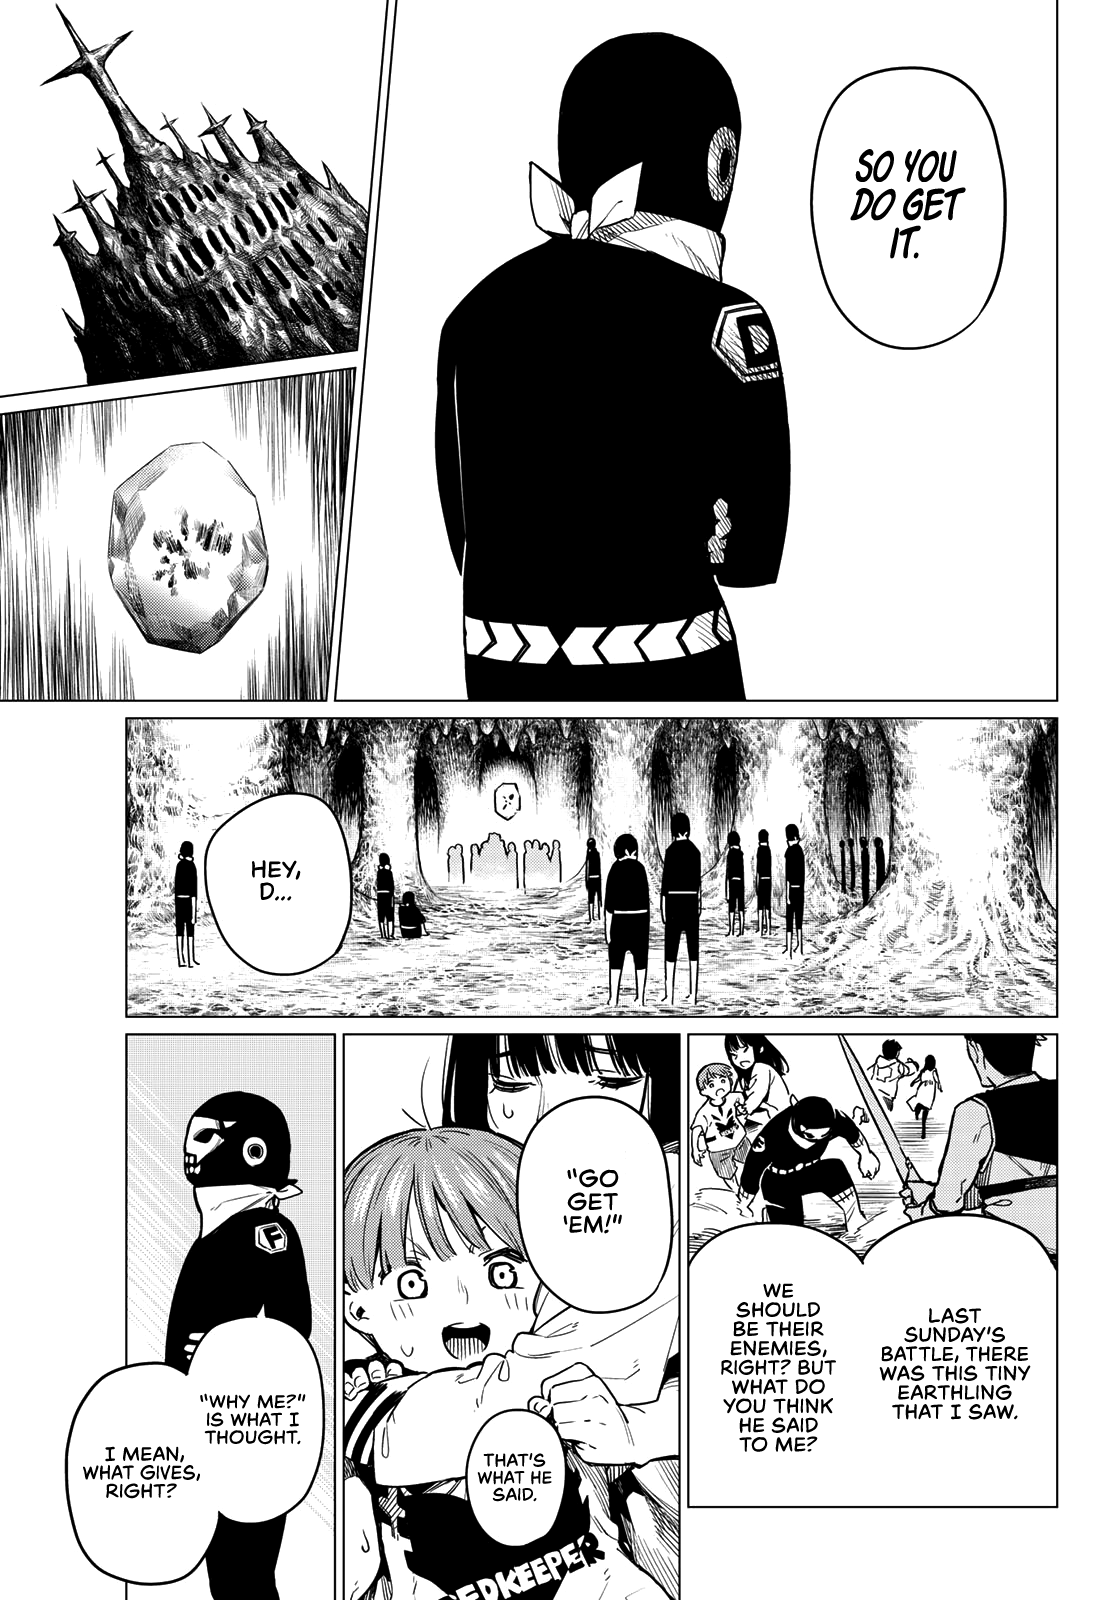 SO YOU
DO GET
IT.
D
HEY,
D...
LAST
SUNDAY'S
BATTLE, THERE
WAS THIS TINY
EARTHLING
THAT I SAW.
WE
SHOULD
BE THEIR
ENEMIES,
RIGHT? BUT
WHAT DO
YOU THINK
HE SAID
TO ME?
"GO
GET
'EM!"
THAT'S
WHAT HE
SAID.
EDKEEPER
F
"WHY ME?"
IS WHAT I
THOUGHT.
I MEAN,
WHAT GIVES,
RIGHT?